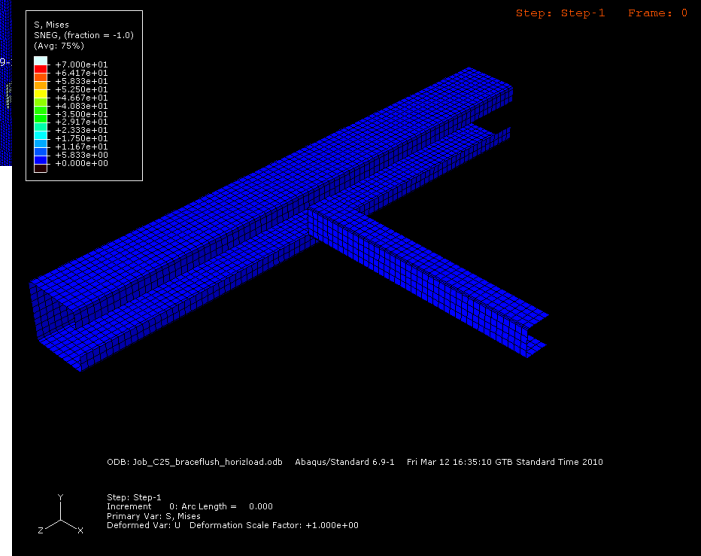 Step: Step-1 Frame: 0
S, Mises
SNEG, (fraction = -1.0)
(Avg: 75%)
+7.000e+01
+6.417e+01
+5.833e+01
+5.250e+01
+4.667e+01
+4.083e+01
+3.500e+01
+2.917e+01
+2.333e+01
+1.750e+01
+1.167e+01
+5.833e+00
+0.000e+00
ODB: Job_C25_braceflush_horizload.odb Abaqus/Standard 6.9-1 Fri Mar 12 16:35:10 GTB Standard Time 2010
Y
Z X
Step: Step-1
Increment 0: Arc Length = 0.000
Primary Var: S, Mises
Deformed Var: U Deformation Scale Factor: +1.000e+00